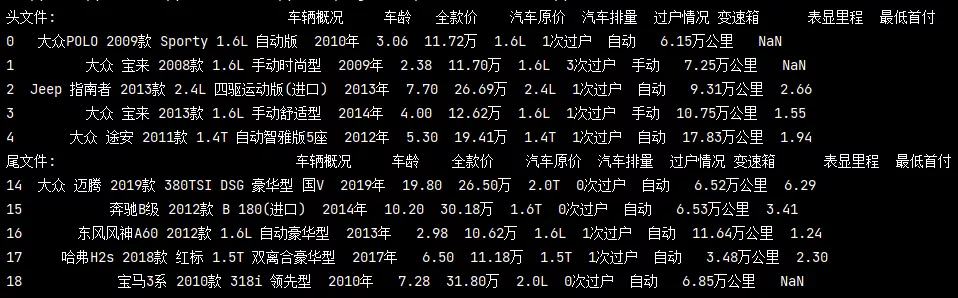 头文件: 车辆概况 车龄 全款价 汽车原价 汽车排量 过户情况 变速箱 表显里程 最低首付
0 大众POLO 2009款 Sporty 1.6L 自动版 2010年 3.06 11.72万 1.6L 1次过户 自动 6.15万公里 NaN
1 大众 宝来 2008款 1.6L 手动时尚型 2009年 2.38 11.70万 1.6L 3次过户 手动 7.25万公里 NaN
2 Jeep 指南者 2013款 2.4L 四驱运动版(进口) 2013年 7.70 26.69万 2.4L 1次过户 自动 9.31万公里 2.66
3 大众 宝来 2013款 1.6L 手动舒适型 2014年 4.00 12.62万 1.6L 1次过户 手动 10.75万公里 1.55
4 大众 途安 2011款 1.4T 自动智雅版5座 2012年 5.30 19.41万 1.4T 1次过户 自动 17.83万公里 1.94
尾文件: 车辆概况 车龄 全款价 汽车原价 汽车排量 过户情况 变速箱 表显里程 最低首付
14 大众 迈腾 2019款 380TSI DSG 豪华型 国V 2019年 19.80 26.50万 2.0T 0次过户 自动 6.52万公里 6.29
15 奔驰B级 2012款 B 180(进口) 2014年 10.20 30.18万 1.6T 0次过户 自动 6.53万公里 3.41
16 东风风神A60 2012款 1.6L 自动豪华型 2013年 2.98 10.62万 1.6L 1次过户 自动 11.64万公里 1.24
17 哈弗H2s 2018款 红标 1.5T 双离合豪华型 2017年 6.50 11.18万 1.5T 1次过户 自动 3.48万公里 2.30
18 宝马3系 2010款 318i 领先型 2010年 7.28 31.80万 2.0L 0次过户 自动 6.85万公里 NaN